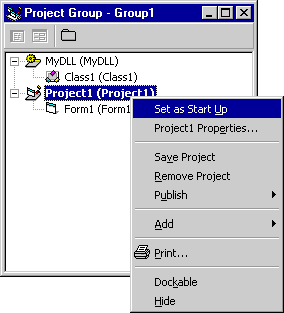 Project Group - Group1
MyDLL (MyDLL)
Class1 (Class1)
Project1 (Project1)
Form1 (Form1
Set as Start Up
Project1 Properties...
Save Project
Remove Project
Publish
Add
Print...
Dockable
Hide